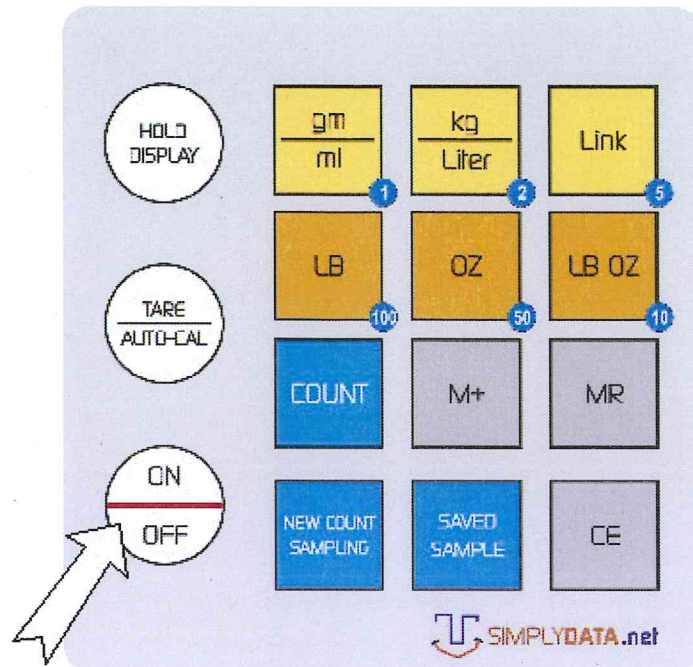 HOLD
DISPLAY
gm
ml
1
kg
Liter
2
Link
5
TARE
AUTO-CAL
LB
100
OZ
50
LB OZ
10
COUNT
M+
MR
ON
OFF
NEW COUNT
SAMPLING
SAVED
SAMPLE
CE
SIMPLYDATA.net